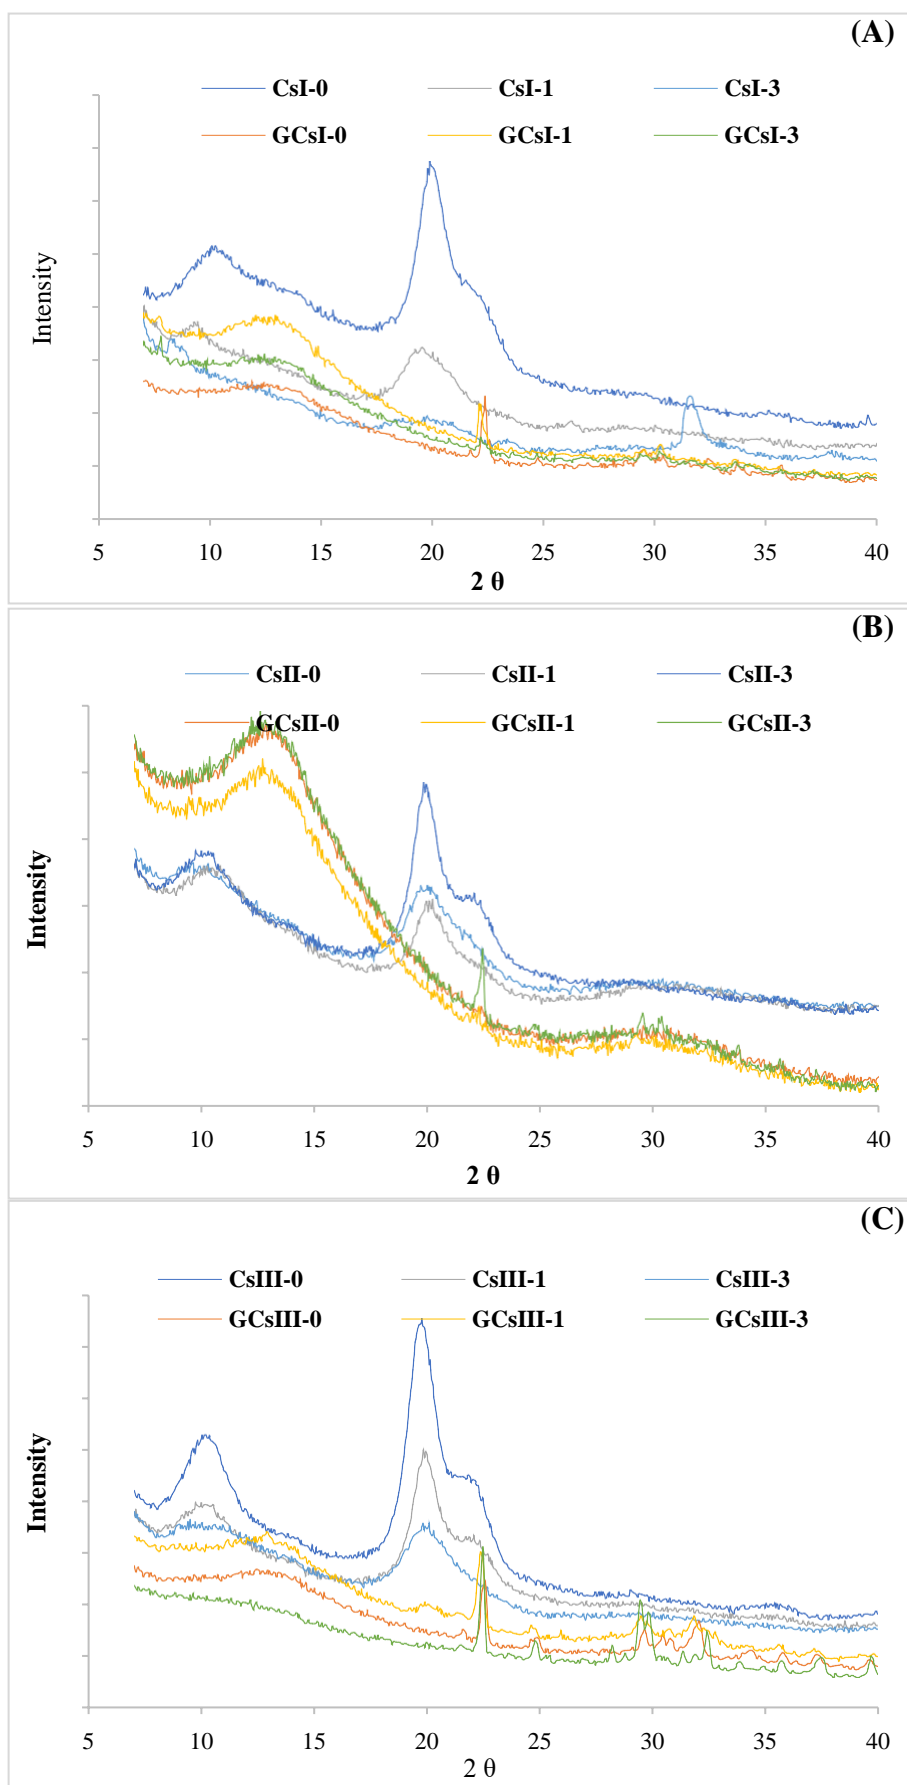 (A)
CsI-0 CsI-1 CsI-3
GCsI-0 GCsI-1 GCsI-3
Intensity
5 10 15 20 25 30 35 40
2 θ
(B)
CsII-0 CsII-1 CsII-3
GCsII-0 GCsII-1 GCsII-3
Intensity
5 10 15 20 25 30 35 40
2 θ
(C)
CsIII-0 CsIII-1 CsIII-3
GCsIII-0 GCsIII-1 GCsIII-3
Intensity
5 10 15 20 25 30 35 40
2 θ